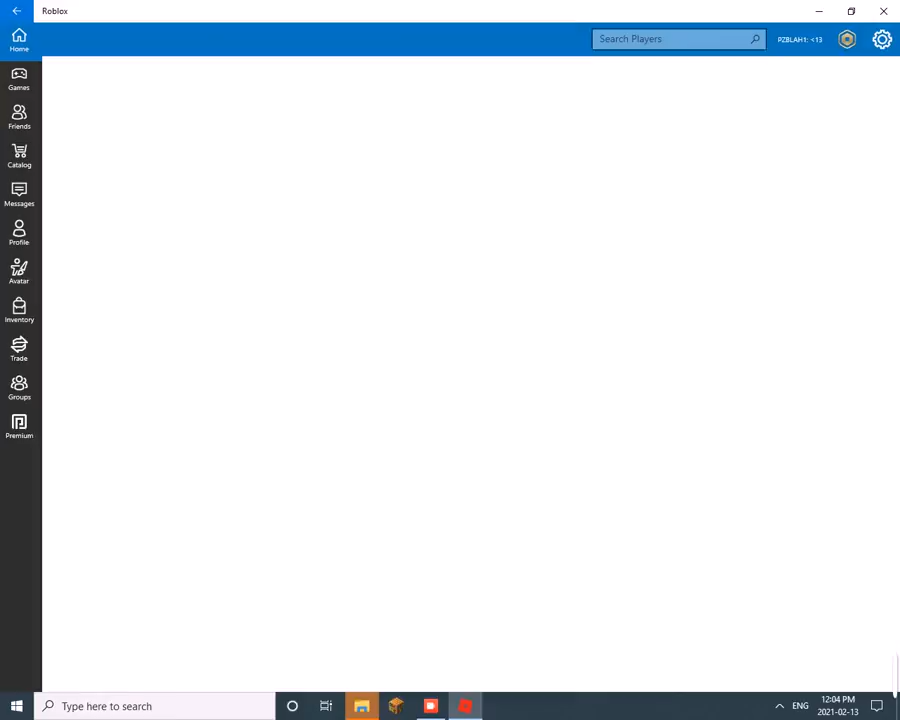 Roblox
Home
Search Players
PZBLAH1: <13
Games
Friends
Catalog
Messages
Profile
Avatar
Inventory
Trade
Groups
Premium
Type here to search
ENG
12:04 PM
2021-02-13